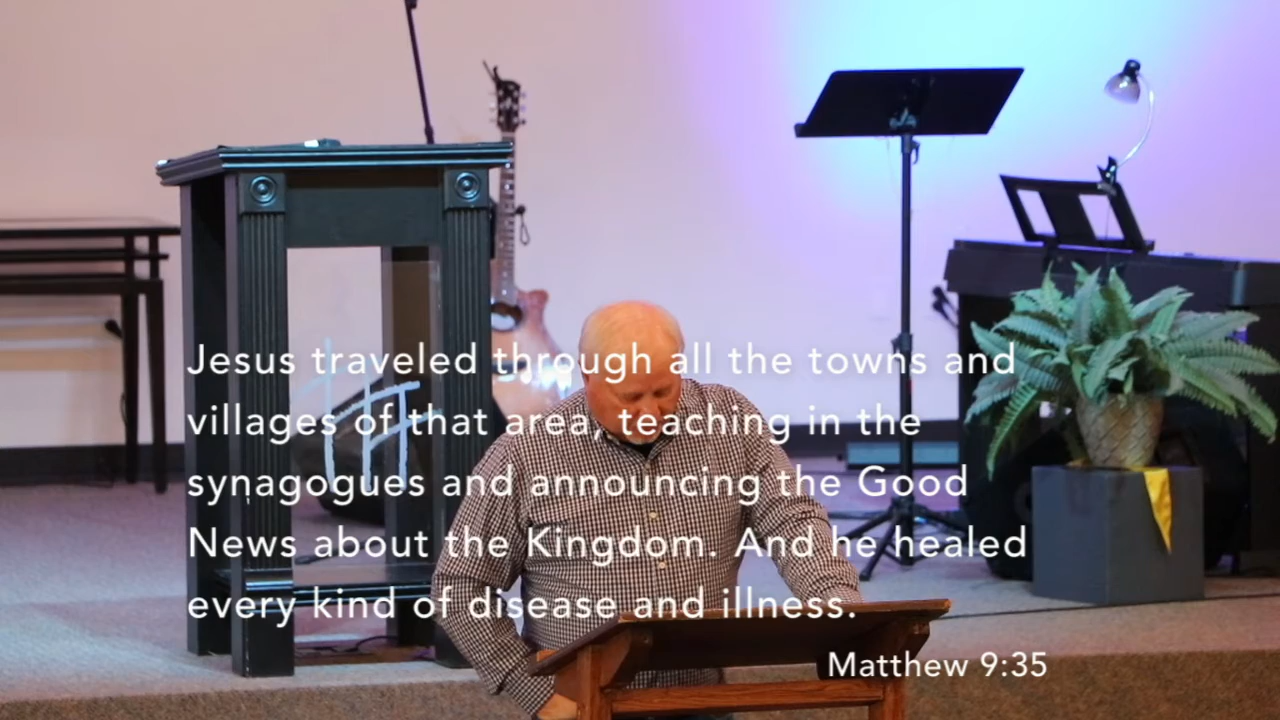 Jesus traveled through all the towns and
villages of that area, teaching in the
synagogues and announcing the Good
News about the Kingdom. And he healed
every kind of disease and illness.
Matthew 9:35